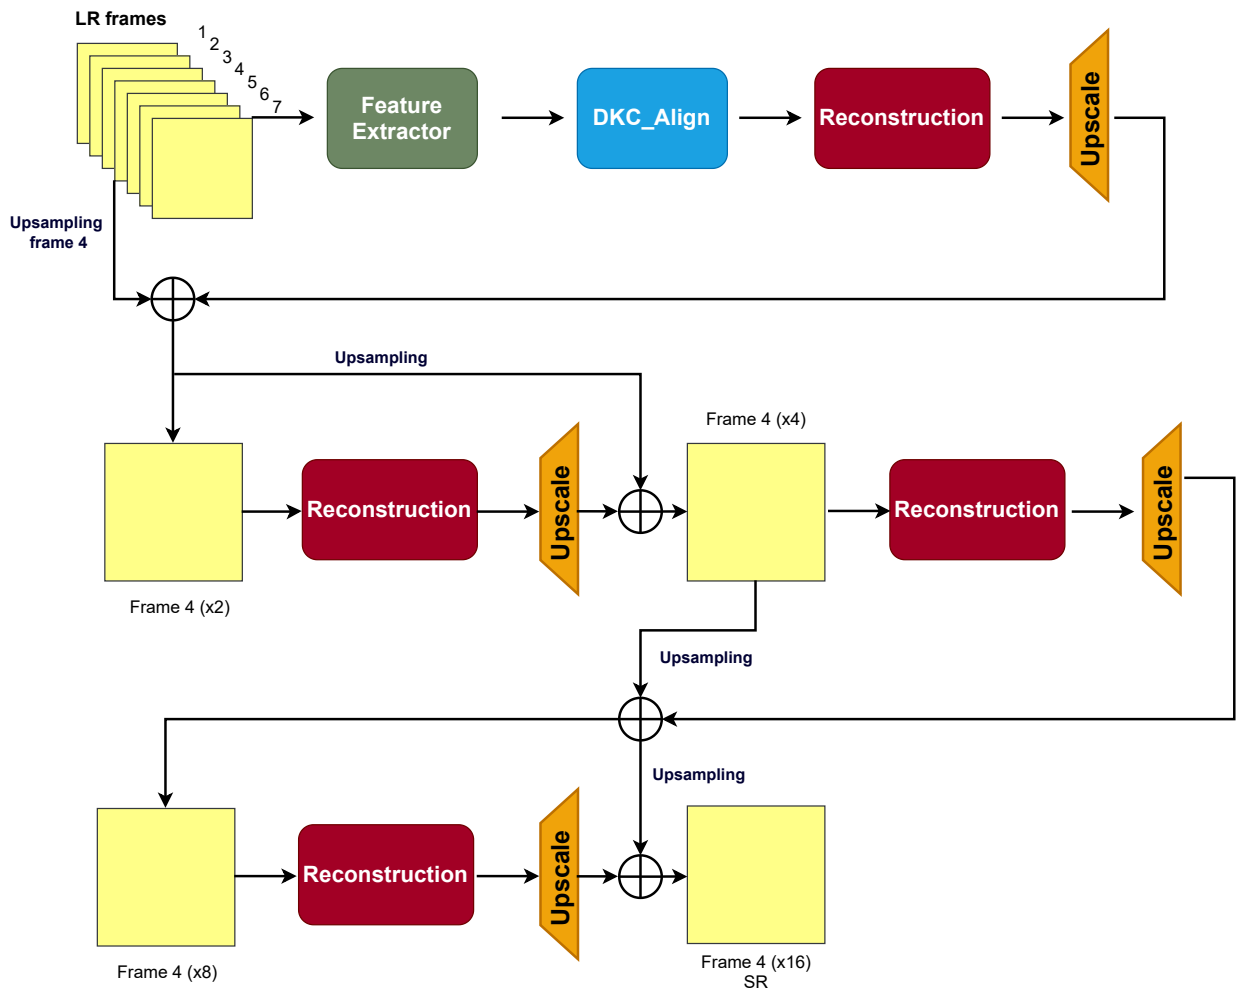 LR frames
1
2
3
4
5
6
7
Feature
Extractor
DKC_Align
Reconstruction
Upscale
Upsampling
frame 4
Upsampling
Frame 4 (x4)
Reconstruction
Upscale
Reconstruction
Upscale
Frame 4 (x2)
Upsampling
Upsampling
Reconstruction
Upscale
Frame 4 (x8)
Frame 4 (x16)
SR